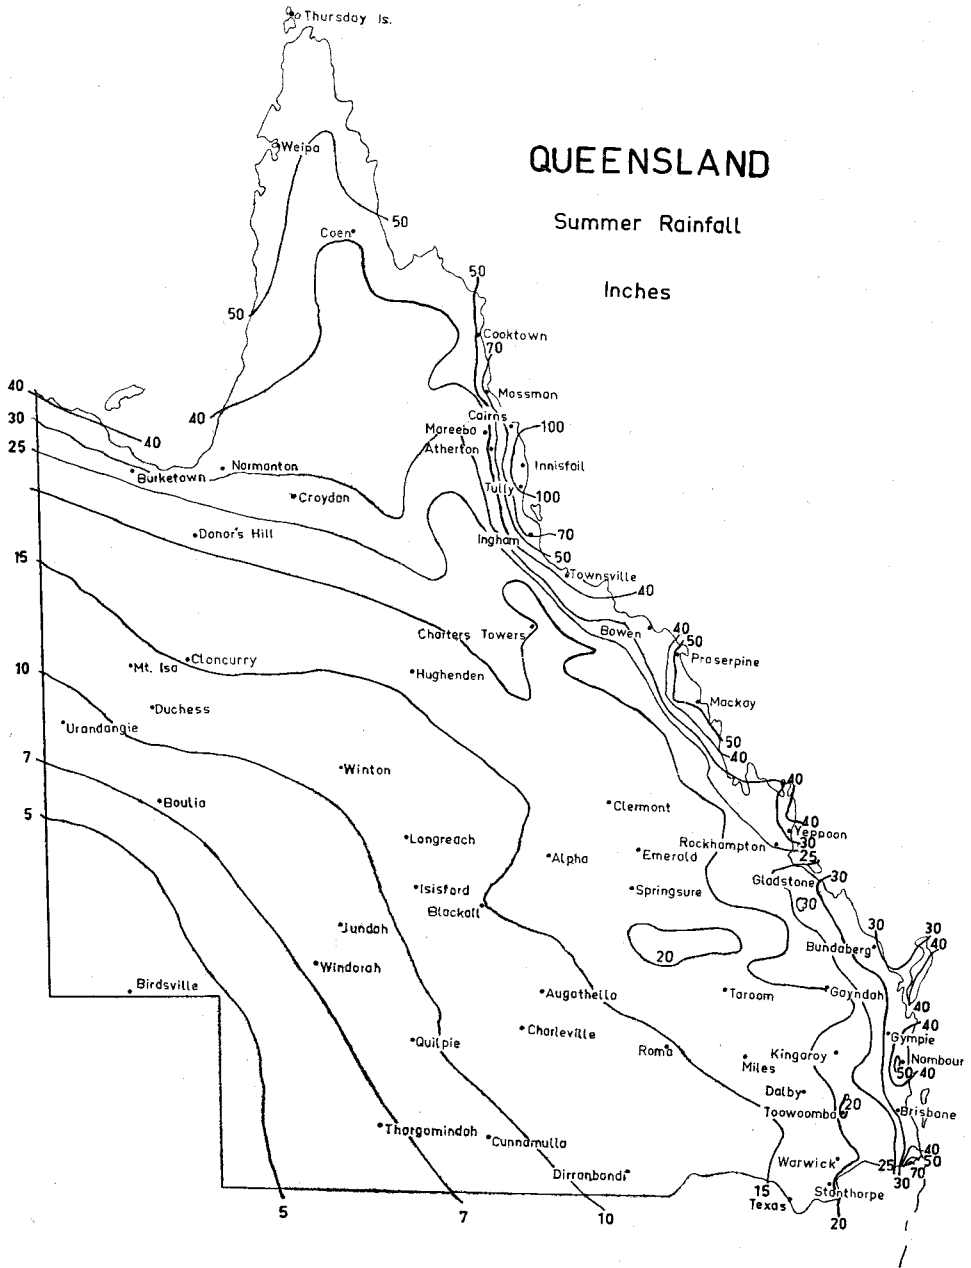 Thursday Is.
Weipa
QUEENSLAND
Summer Rainfall
50
Coen
50
Inches
50
Cooktown
70
40
Mossman
40
Cairns
100
30
Mareeba
40
25
Atherton
Normanton
Innisfail
Burketown
Tully
100
Croydon
Donor's Hill
Ingham
70
15
50
Townsville
40
Charters Towers
Bowen
40
50
Cloncurry
Mt. Isa
Proserpine
10
Hughenden
Duchess
Mackay
Urandangie
50
7
40
Winton
40
Boulia
Clermont
5
40
Yeppoon
Longreach
Rockhampton
30
Alpha
Emerald
25
Gladstone
30
Isisford
Springsure
Blackall
30
Jundah
30
30
20
Bundaberg
40
Windorah
Birdsville
Augathella
Taroom
Gayndah
40
40
Charleville
Gympie
Quilpie
Roma
Kingaroy
Nambour
Miles
50
40
Dalby
20
Toowoomba
Brisbane
Thargomindah
Cunnamulla
40
Warwick
50
25
70
Dirranbandi
30
15
Stanthorpe
Texas
5
7
10
20